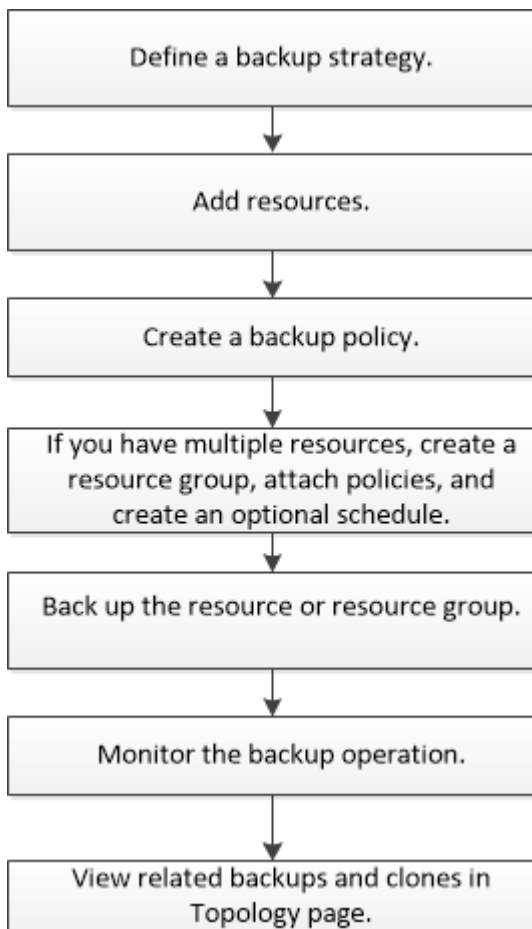 Define a backup strategy.
Add resources.
Create a backup policy.
If you have multiple resources, create a
resource group, attach policies, and
create an optional schedule.
Back up the resource or resource group.
Monitor the backup operation.
View related backups and clones in
Topology page.